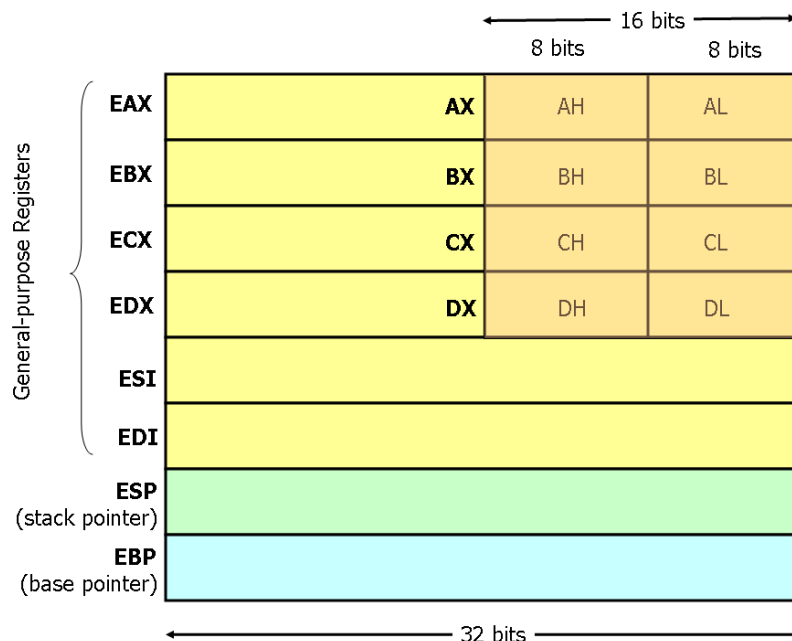 16 bits
8 bits 8 bits
General-purpose Registers
EAX AX AH AL
EBX BX BH BL
ECX CX CH CL
EDX DX DH DL
ESI
EDI
ESP
(stack pointer)
EBP
(base pointer)
32 bits